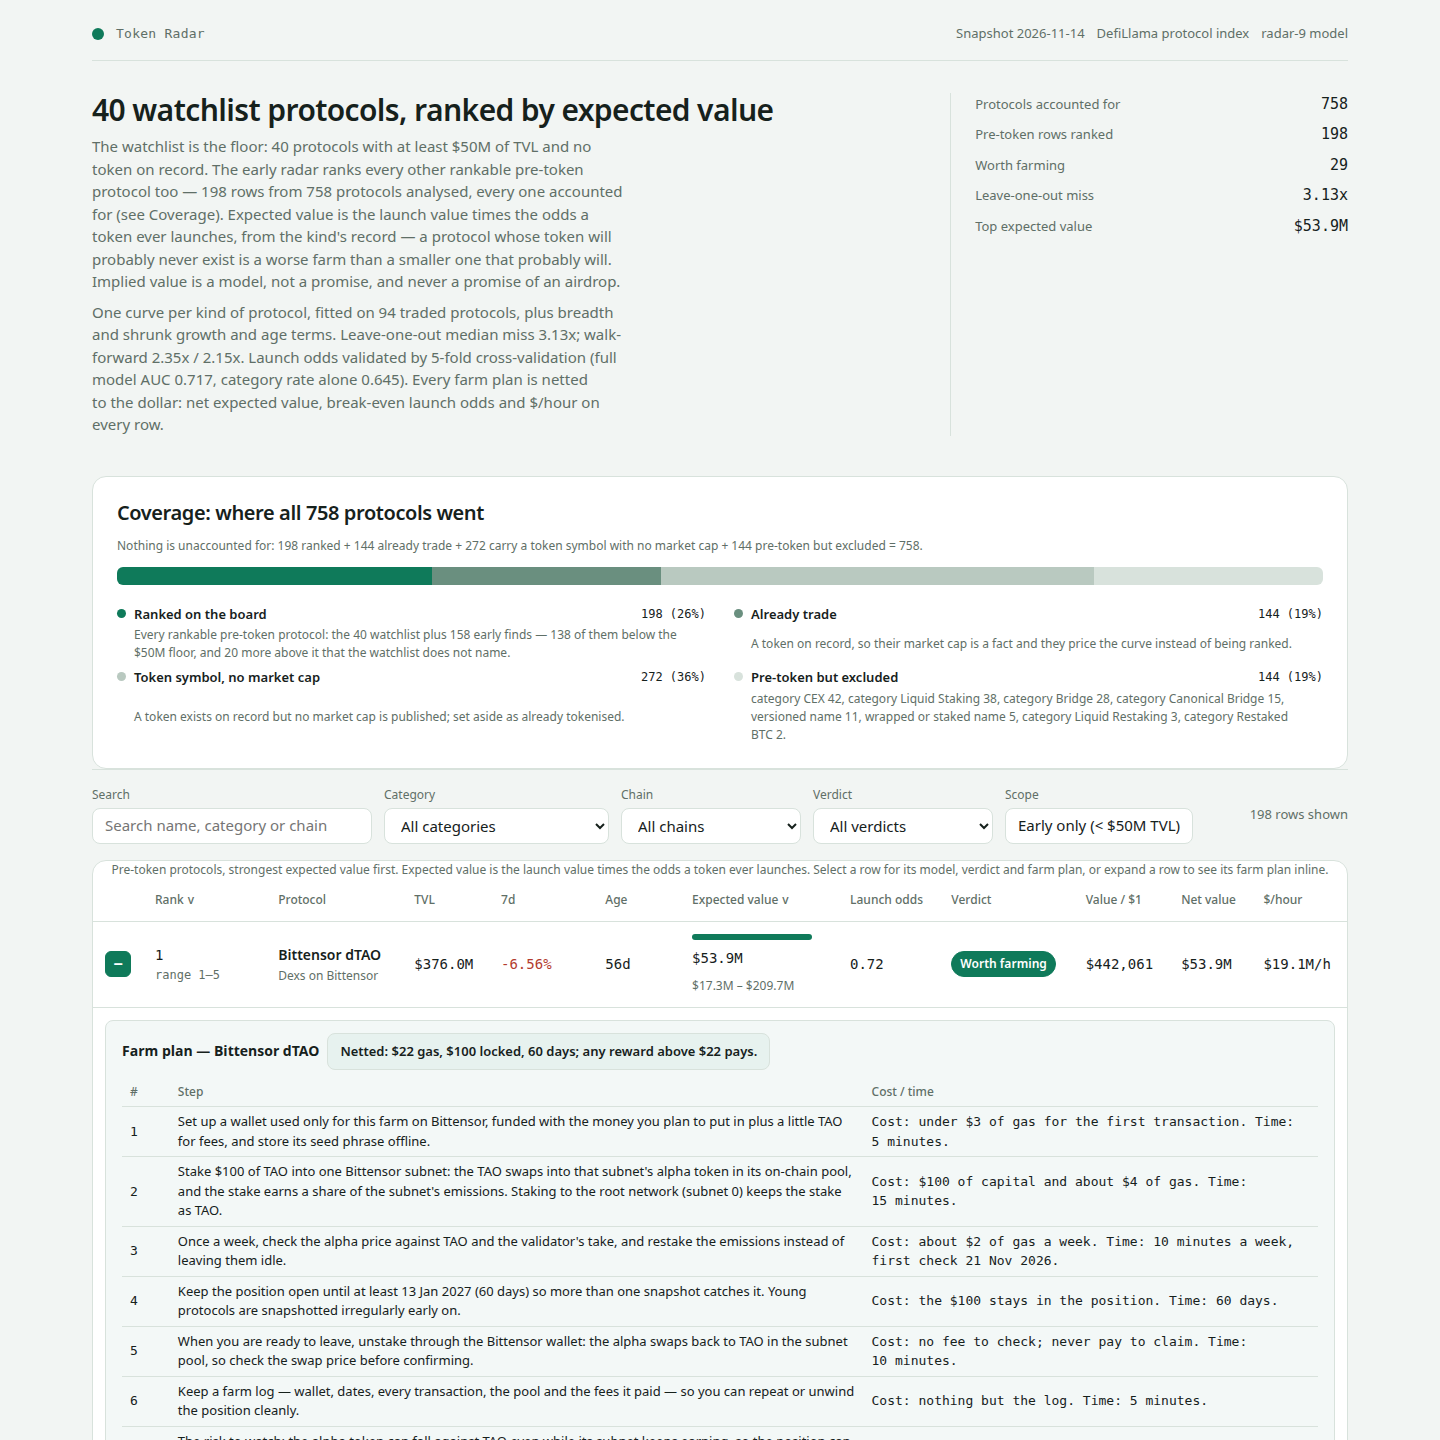 Token Radar
Snapshot 2026-11-14 DefiLlama protocol index radar-9 model
40 watchlist protocols, ranked by expected value
The watchlist is the floor: 40 protocols with at least $50M of TVL and no
token on record. The early radar ranks every other rankable pre-token
protocol too — 198 rows from 758 protocols analysed, every one accounted
for (see Coverage). Expected value is the launch value times the odds a
token ever launches, from the kind's record — a protocol whose token will
probably never exist is a worse farm than a smaller one that probably will.
Implied value is a model, not a promise, and never a promise of an airdrop.
One curve per kind of protocol, fitted on 94 traded protocols, plus breadth
and shrunk growth and age terms. Leave-one-out median miss 3.13x; walk-
forward 2.35x / 2.15x. Launch odds validated by 5-fold cross-validation (full
model AUC 0.717, category rate alone 0.645). Every farm plan is netted
to the dollar: net expected value, break-even launch odds and $/hour on
every row.
Protocols accounted for 758
Pre-token rows ranked 198
Worth farming 29
Leave-one-out miss 3.13x
Top expected value $53.9M
Coverage: where all 758 protocols went
Nothing is unaccounted for: 198 ranked + 144 already trade + 272 carry a token symbol with no market cap + 144 pre-token but excluded = 758.
Ranked on the board 198 (26%)
Every rankable pre-token protocol: the 40 watchlist plus 158 early finds — 138 of them below the
$50M floor, and 20 more above it that the watchlist does not name.
Already trade 144 (19%)
A token on record, so their market cap is a fact and they price the curve instead of being ranked.
Token symbol, no market cap 272 (36%)
A token exists on record but no market cap is published; set aside as already tokenised.
Pre-token but excluded 144 (19%)
category CEX 42, category Liquid Staking 38, category Bridge 28, category Canonical Bridge 15,
versioned name 11, wrapped or staked name 5, category Liquid Restaking 3, category Restaked
BTC 2.
Search Category Chain Verdict Scope
Search name, category or chain All categories All chains All verdicts Early only (< $50M TVL) 198 rows shown
Pre-token protocols, strongest expected value first. Expected value is the launch value times the odds a token ever launches. Select a row for its model, verdict and farm plan, or expand a row to see its farm plan inline.
Rank v Protocol TVL 7d Age Expected value v Launch odds Verdict Value / $1 Net value $/hour
− 1 Bittensor dTAO $376.0M -6.56% 56d $53.9M 0.72 Worth farming $442,061 $53.9M $19.1M/h
range 1–5 Dexs on Bittensor $17.3M – $209.7M
Farm plan — Bittensor dTAO Netted: $22 gas, $100 locked, 60 days; any reward above $22 pays.
# Step Cost / time
1 Set up a wallet used only for this farm on Bittensor, funded with the money you plan to put in plus a little TAO
for fees, and store its seed phrase offline.
Cost: under $3 of gas for the first transaction. Time:
5 minutes.
2 Stake $100 of TAO into one Bittensor subnet: the TAO swaps into that subnet's alpha token in its on-chain pool,
and the stake earns a share of the subnet's emissions. Staking to the root network (subnet 0) keeps the stake
as TAO.
Cost: $100 of capital and about $4 of gas. Time:
15 minutes.
3 Once a week, check the alpha price against TAO and the validator's take, and restake the emissions instead of
leaving them idle.
Cost: about $2 of gas a week. Time: 10 minutes a week,
first check 21 Nov 2026.
4 Keep the position open until at least 13 Jan 2027 (60 days) so more than one snapshot catches it. Young
protocols are snapshotted irregularly early on.
Cost: the $100 stays in the position. Time: 60 days.
5 When you are ready to leave, unstake through the Bittensor wallet: the alpha swaps back to TAO in the subnet
pool, so check the swap price before confirming.
Cost: no fee to check; never pay to claim. Time:
10 minutes.
6 Keep a farm log — wallet, dates, every transaction, the pool and the fees it paid — so you can repeat or unwind
the position cleanly.
Cost: nothing but the log. Time: 5 minutes.
The risk to watch: the alpha token can fall against TAO even while its subnet keeps earning, so the position can